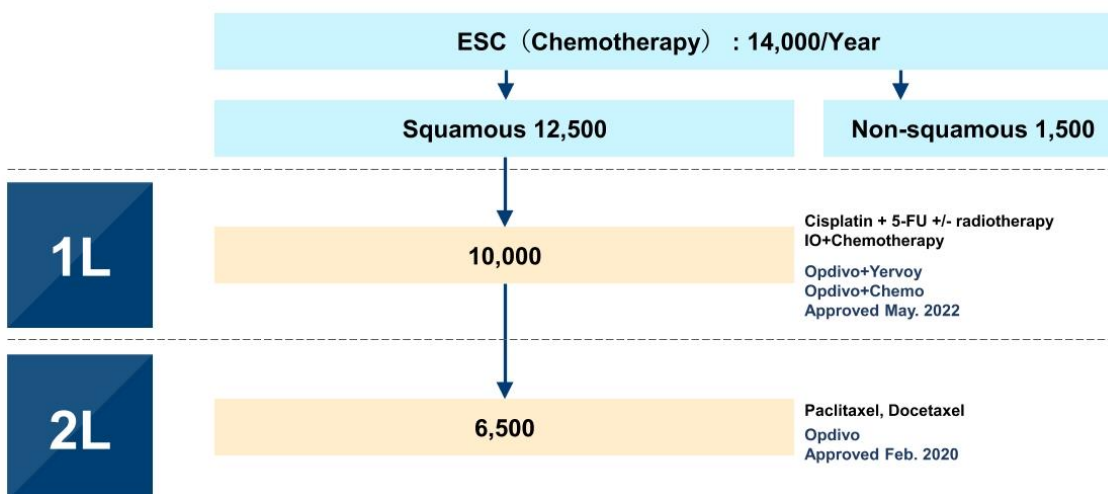 ESC（Chemotherapy）：14,000/Year
Squamous 12,500
Non-squamous 1,500
1L
10,000
Cisplatin + 5-FU +/- radiotherapy
IO+Chemotherapy
Opdivo+Yervoy
Opdivo+Chemo
Approved May. 2022
2L
6,500
Paclitaxel, Docetaxel
Opdivo
Approved Feb. 2020